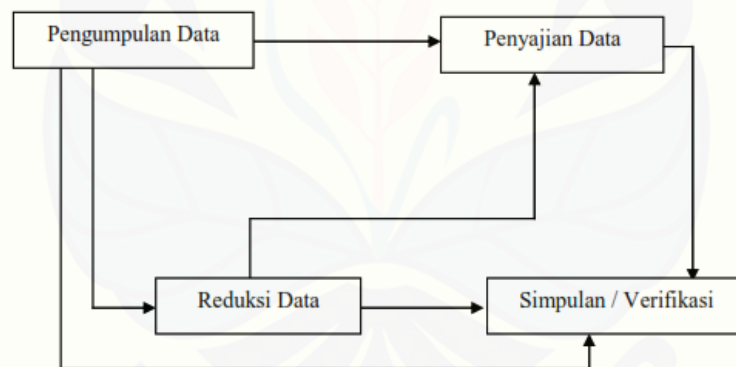 Pengumpulan Data
Penyajian Data
Reduksi Data
Simpulan / Verifikasi